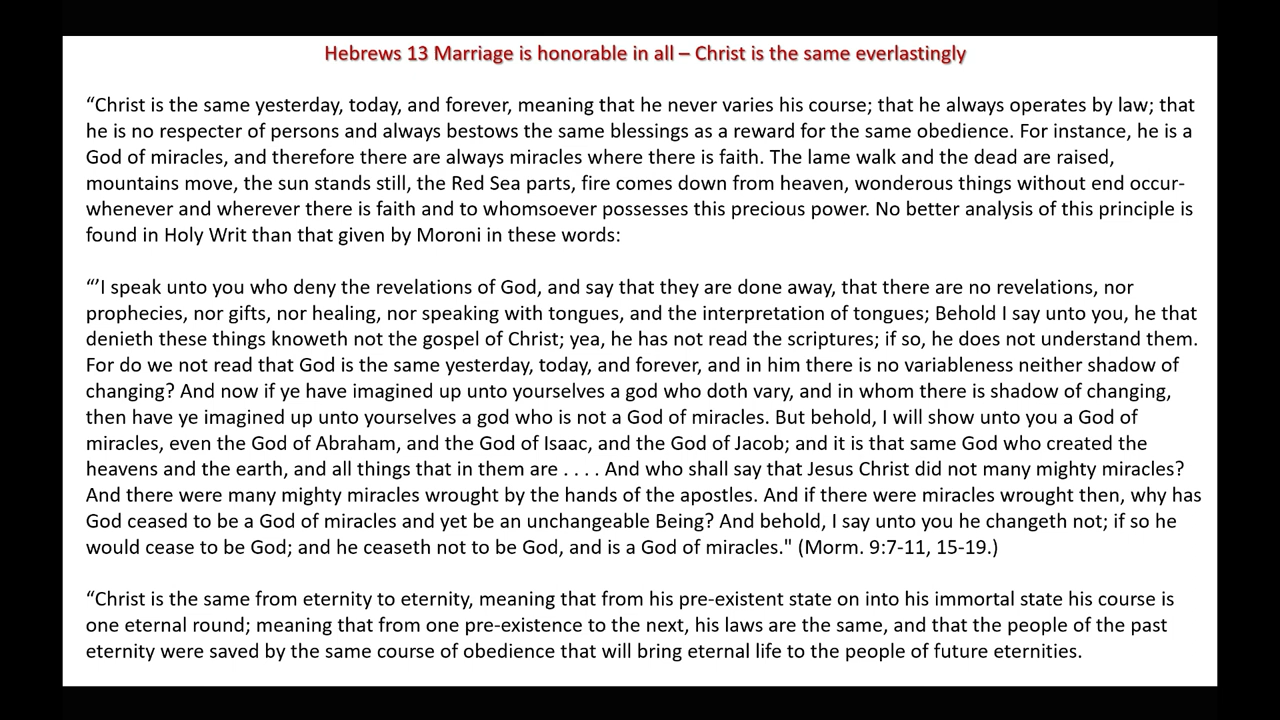 Hebrews 13 Marriage is honorable in all – Christ is the same everlastingly
“Christ is the same yesterday, today, and forever, meaning that he never varies his course; that he always operates by law; that
he is no respecter of persons and always bestows the same blessings as a reward for the same obedience. For instance, he is a
God of miracles, and therefore there are always miracles where there is faith. The lame walk and the dead are raised,
mountains move, the sun stands still, the Red Sea parts, fire comes down from heaven, wonderous things without end occur-
whenever and wherever there is faith and to whomsoever possesses this precious power. No better analysis of this principle is
found in Holy Writ than that given by Moroni in these words:
“’I speak unto you who deny the revelations of God, and say that they are done away, that there are no revelations, nor
prophecies, nor gifts, nor healing, nor speaking with tongues, and the interpretation of tongues; Behold I say unto you, he that
denieth these things knoweth not the gospel of Christ; yea, he has not read the scriptures; if so, he does not understand them.
For do we not read that God is the same yesterday, today, and forever, and in him there is no variableness neither shadow of
changing? And now if ye have imagined up unto yourselves a god who doth vary, and in whom there is shadow of changing,
then have ye imagined up unto yourselves a god who is not a God of miracles. But behold, I will show unto you a God of
miracles, even the God of Abraham, and the God of Isaac, and the God of Jacob; and it is that same God who created the
heavens and the earth, and all things that in them are . . . . And who shall say that Jesus Christ did not many mighty miracles?
And there were many mighty miracles wrought by the hands of the apostles. And if there were miracles wrought then, why has
God ceased to be a God of miracles and yet be an unchangeable Being? And behold, I say unto you he changeth not; if so he
would cease to be God; and he ceaseth not to be God, and is a God of miracles." (Morm. 9:7-11, 15-19.)
“Christ is the same from eternity to eternity, meaning that from his pre-existent state on into his immortal state his course is
one eternal round; meaning that from one pre-existence to the next, his laws are the same, and that the people of the past
eternity were saved by the same course of obedience that will bring eternal life to the people of future eternities.